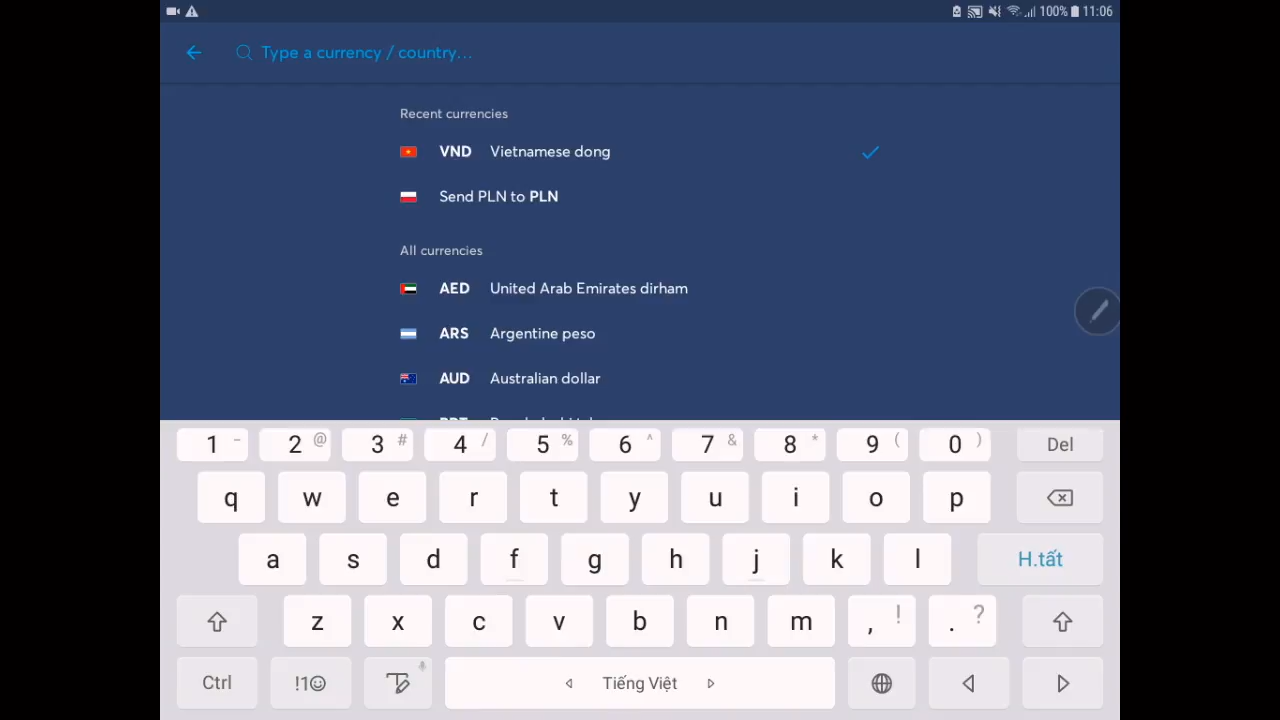 100% 11:06
Type a currency / country...
Recent currencies
VND Vietnamese dong
Send PLN to PLN
All currencies
AED United Arab Emirates dirham
ARS Argentine peso
AUD Australian dollar
1 - 2 @ 3 # 4 / 5 % 6 ^ 7 & 8 * 9 ( 0 ) Del
q w e r t y u i o p
a s d f g h j k l H.tất
z x c v b n m , ! . ?
Ctrl !1☺ Tiếng Việt